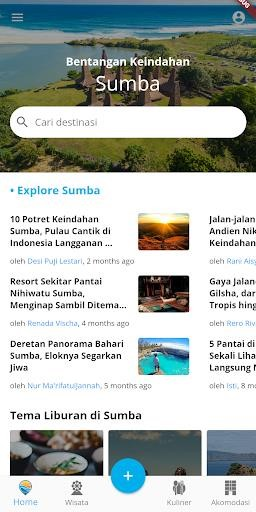 Bentangan Keindahan
Sumba
Cari destinasi
• Explore Sumba
10 Potret Keindahan
Sumba, Pulau Cantik di
Indonesia Langganan ...
oleh Desi Puji Lestari, 2 months ago
Jalan-jalan
Andien Nik
Keindahan
oleh Rani Aisy
Resort Sekitar Pantai
Nihiwatu Sumba,
Menginap Sambil Ditema...
oleh Renada Vischa, 4 months ago
Gaya Jalan
Gilsha, dar
Tropis hing
oleh Rero Riv
Deretan Panorama Bahari
Sumba, Eloknya Segarkan
Jiwa
oleh Nur Ma'rifatulJannah, 5 months ago
5 Pantai di
Sekali Liha
Langsung M
oleh Isti, 8 mo
Tema Liburan di Sumba
Home
Wisata
+
Kuliner
Akomodasi